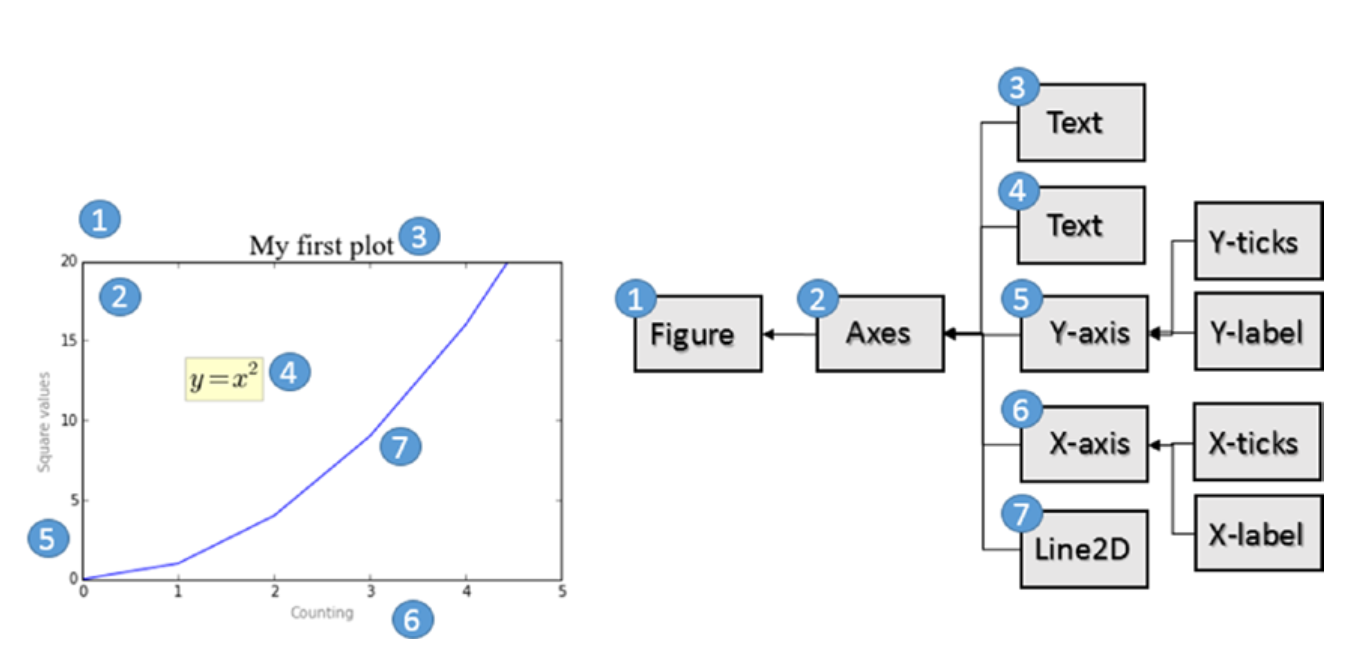 1
My first plot
3
20
2
15
y=x²
4
10
7
Square values
5
5
0
0 1 2 3 4 5
Counting
6
3
Text
4
Text
Y-ticks
1
Figure
2
Axes
5
Y-axis
Y-label
6
X-axis
X-ticks
7
Line2D
X-label